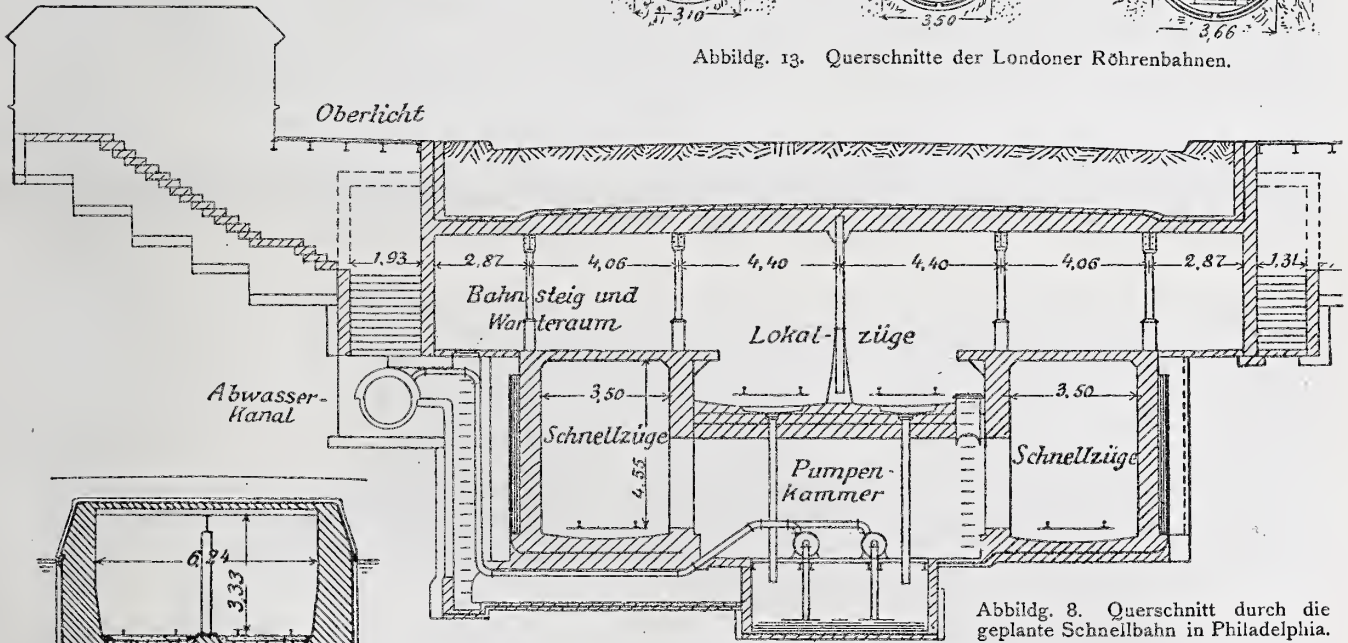 3,10
3,50
3,66
Abbildg. 13. Querschnitte der Londoner Röhrenbahnen.
Oberlicht
1,93
2,87
4,06
4,40
4,40
4,06
2,87
1,31
Bahnsteig und
Warteraum
Lokal- züge
Abwasser-
Kanal
3,50
3,50
Schnellzüge
4,55
Schnellzüge
Pumpen-
kammer
6,24
3,33
Abbildg. 8. Querschnitt durch die
geplante Schnellbahn in Philadelphia.